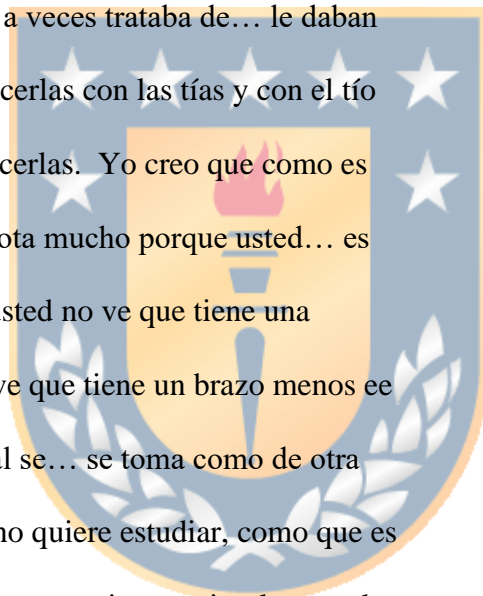 a veces trataba de… le daban
cerlas con las tías y con el tío
cerlas. Yo creo que como es
ota mucho porque usted… es
sted no ve que tiene una
ve que tiene un brazo menos ee
al se… se toma como de otra
no quiere estudiar, como que es